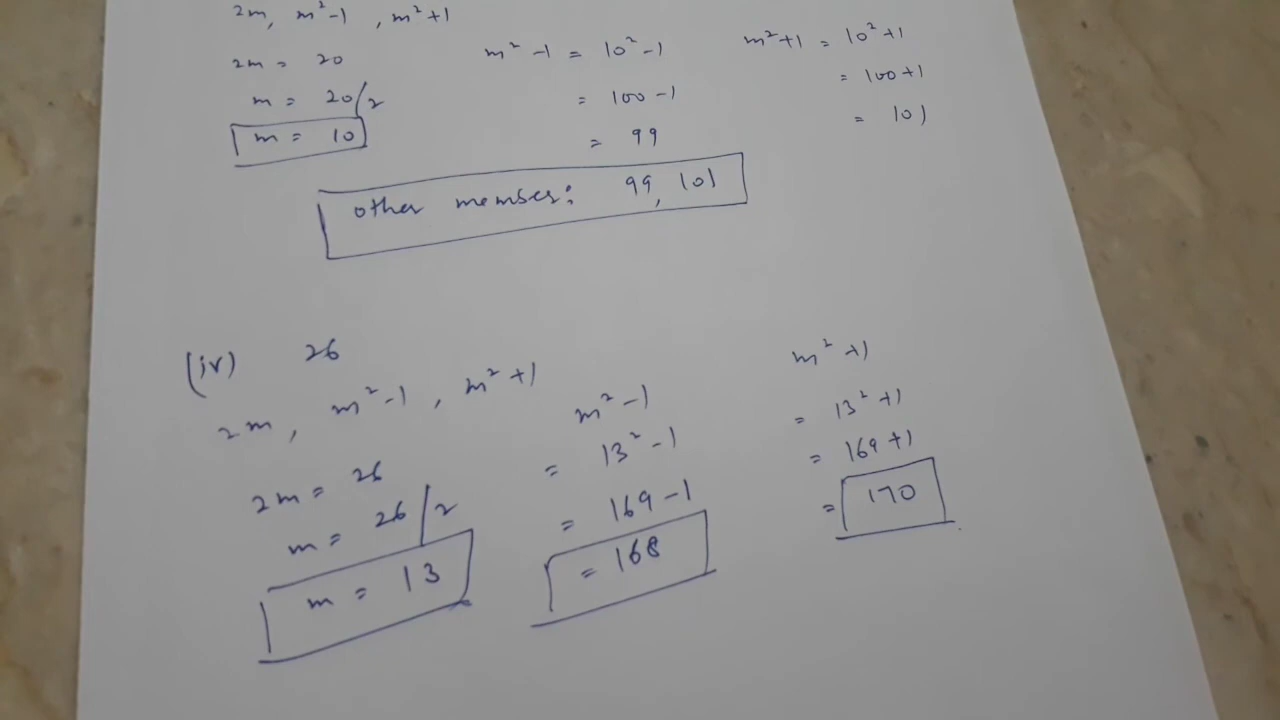 2m, m²-1 , m²+1
2m = 20
m = 20/2
m = 10
m² -1 = 10² -1
= 100 -1
= 99
m²+1 = 10² +1
= 100 +1
= 101
other member: 99, 101
(iv) 26
2m, m²-1, m²+1
2m = 26
m = 26/2
m = 13
m² -1
= 13² -1
= 169 -1
= 168
m² +1
= 13² +1
= 169 +1
= 170